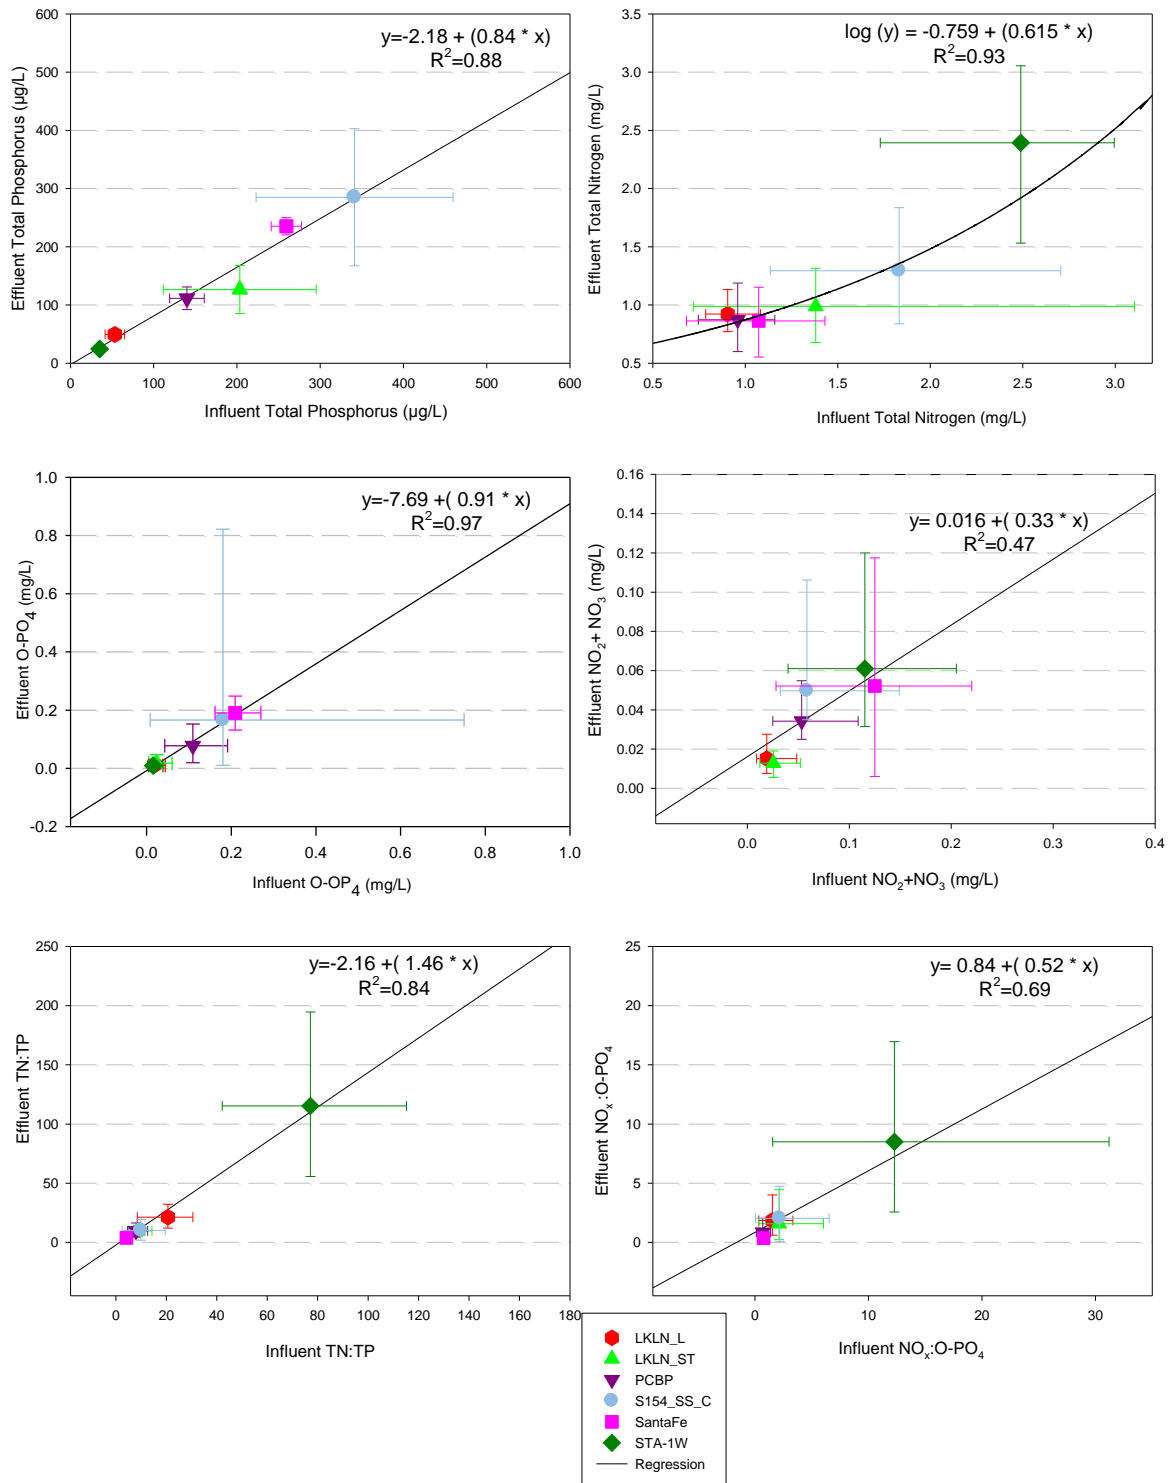 600
500
400
300
200
100
0
0 100 200 300 400 500 600
Effluent Total Phosphorus (µg/L)
Influent Total Phosphorus (µg/L)
y=-2.18 + (0.84 * x)
R²=0.88
3.5
3.0
2.5
2.0
1.5
1.0
0.5
0.5 1.0 1.5 2.0 2.5 3.0
Effluent Total Nitrogen (mg/L)
Influent Total Nitrogen (mg/L)
log (y) = -0.759 + (0.615 * x)
R²=0.93
1.0
0.8
0.6
0.4
0.2
0.0
-0.2
0.0 0.2 0.4 0.6 0.8 1.0
Effluent O-PO₄ (mg/L)
Influent O-OP₄ (mg/L)
y=-7.69 +( 0.91 * x)
R²=0.97
0.16
0.14
0.12
0.10
0.08
0.06
0.04
0.02
0.00
0.0 0.1 0.2 0.3 0.4
Effluent NO₂+ NO₃ (mg/L)
Influent NO₂+NO₃ (mg/L)
y= 0.016 +( 0.33 * x)
R²=0.47
250
200
150
100
50
0
0 20 40 60 80 100 120 140 160 180
Effluent TN:TP
Influent TN:TP
y=-2.16 +( 1.46 * x)
R²=0.84
25
20
15
10
5
0
0 10 20 30
Effluent NOₓ:O-PO₄
Influent NOₓ:O-PO₄
y= 0.84 +( 0.52 * x)
R²=0.69
LKLN_L
LKLN_ST
PCBP
S154_SS_C
SantaFe
STA-1W
Regression